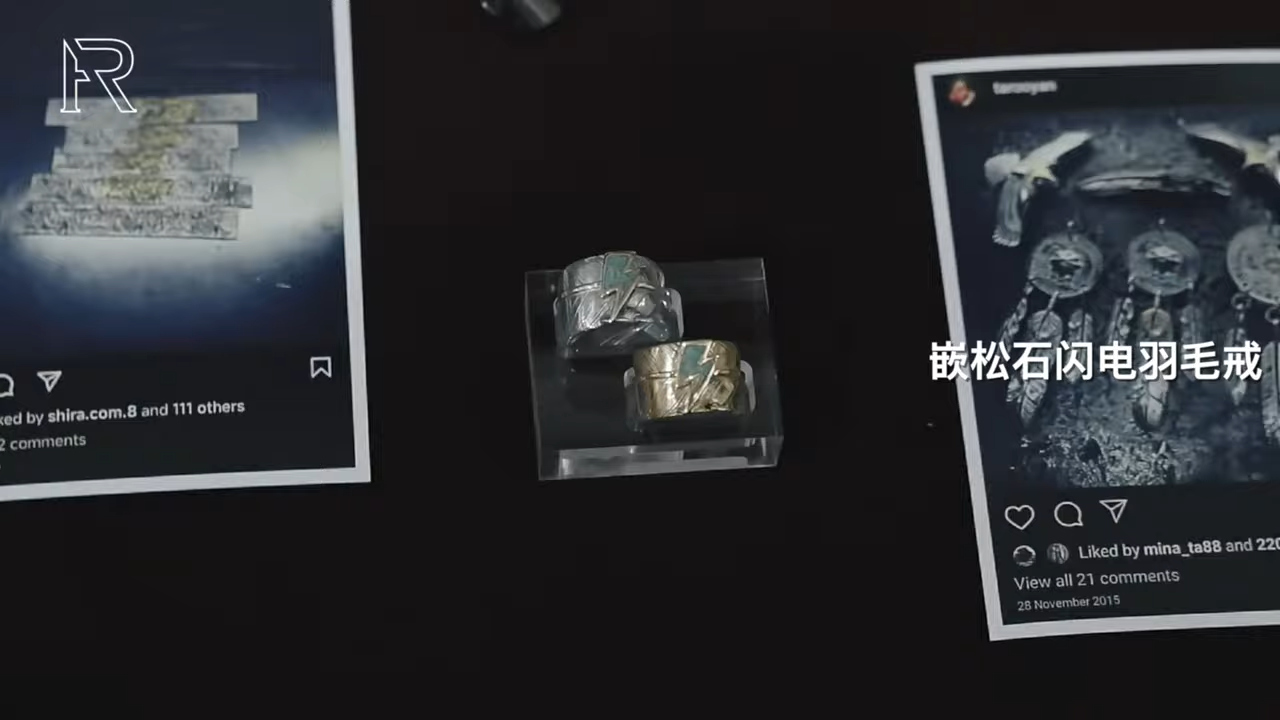 R
ked by shira.com.8 and 111 others
2 comments
tarooyan
嵌松石闪电羽毛戒
Liked by mina_ta88 and 220
View all 21 comments
28 November 2015